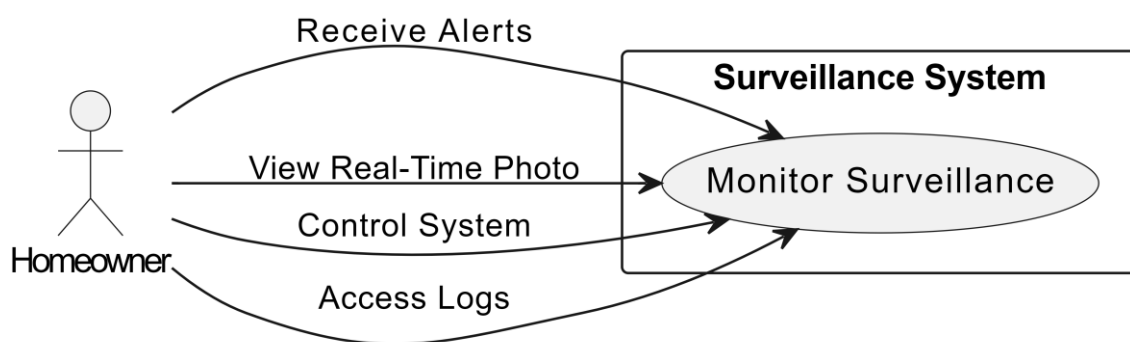 Receive Alerts
Surveillance System
View Real-Time Photo
Monitor Surveillance
Control System
Homeowner
Access Logs